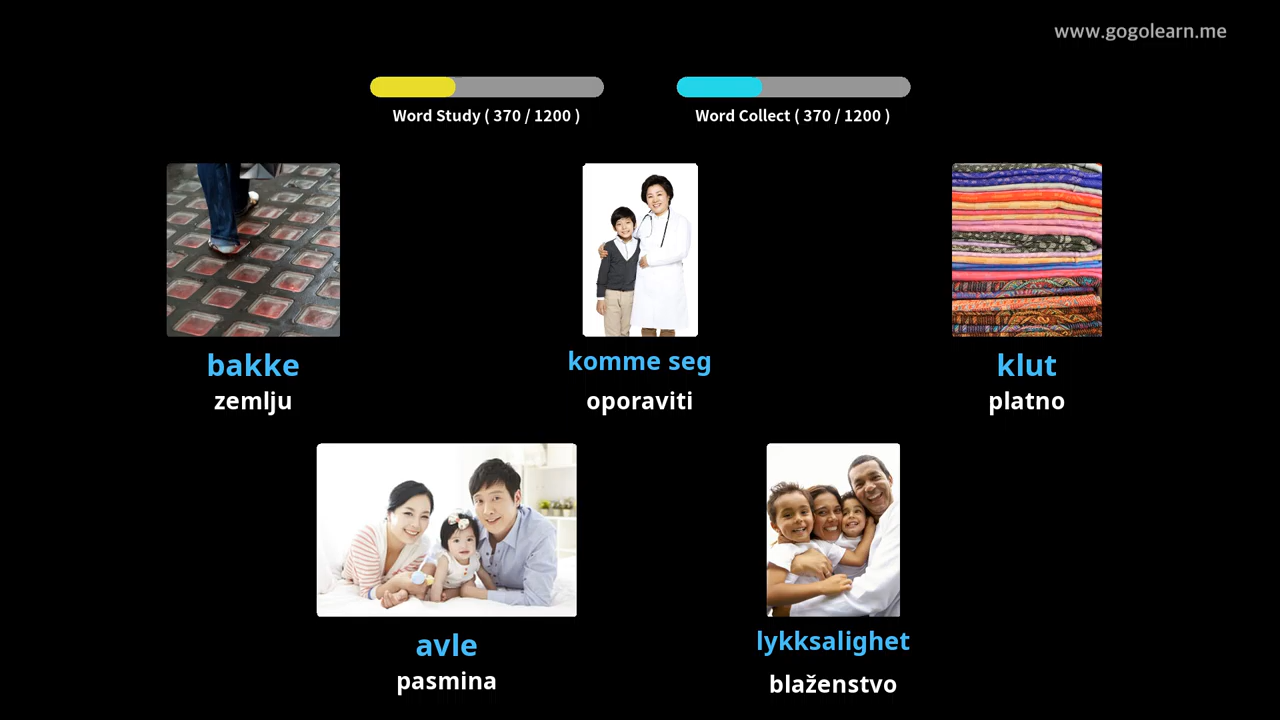 www.gogolearn.me
Word Study ( 370 / 1200 )
Word Collect ( 370 / 1200 )
bakke
zemlju
komme seg
oporaviti
klut
platno
avle
pasmina
lykksalighet
blaženstvo